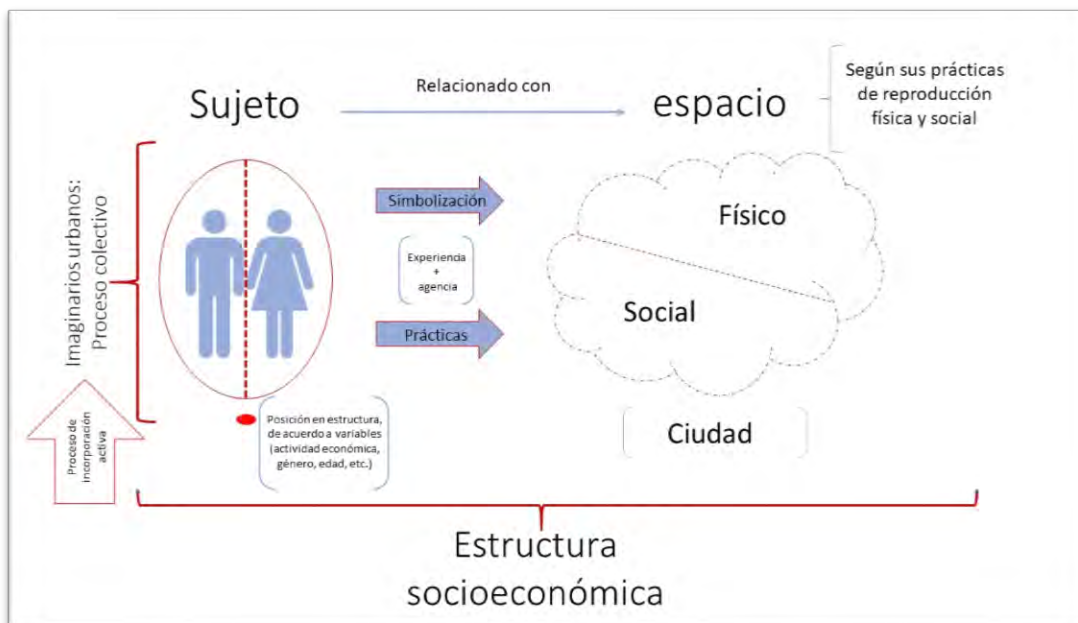 Sujeto
Relacionado con
espacio
Según sus prácticas
de reproducción
física y social
Imaginarios urbanos:
Proceso colectivo
Simbolización
Experiencia
+
agencia
Prácticas
Físico
Social
Ciudad
Proceso de
incorporación
activa
Posición en estructura,
de acuerdo a variables
(actividad económica,
género, edad, etc.)
Estructura
socioeconómica